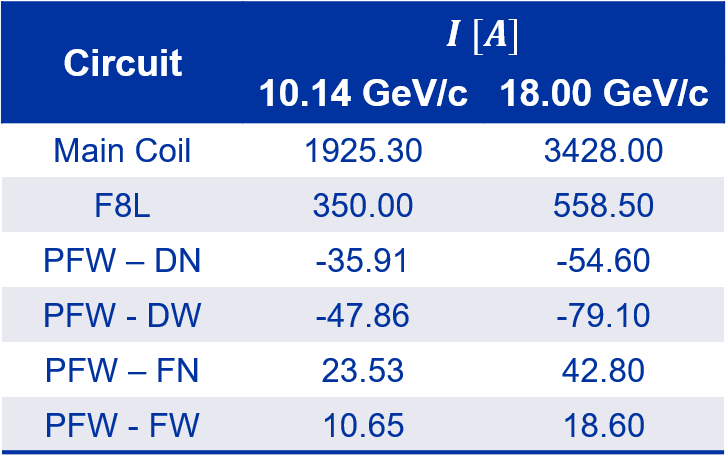 Circuit
I [A]
10.14 GeV/c 18.00 GeV/c
Main Coil 1925.30 3428.00
F8L 350.00 558.50
PFW – DN -35.91 -54.60
PFW - DW -47.86 -79.10
PFW – FN 23.53 42.80
PFW - FW 10.65 18.60